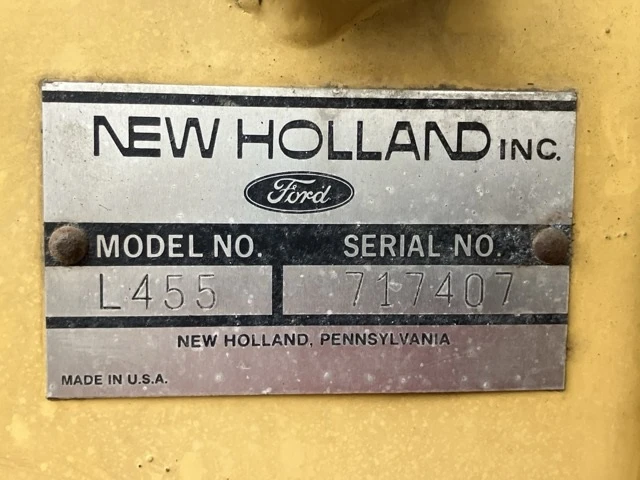 NEW HOLLAND INC.
Ford
MODEL NO. SERIAL NO.
L455 717407
NEW HOLLAND, PENNSYLVANIA
MADE IN U.S.A.